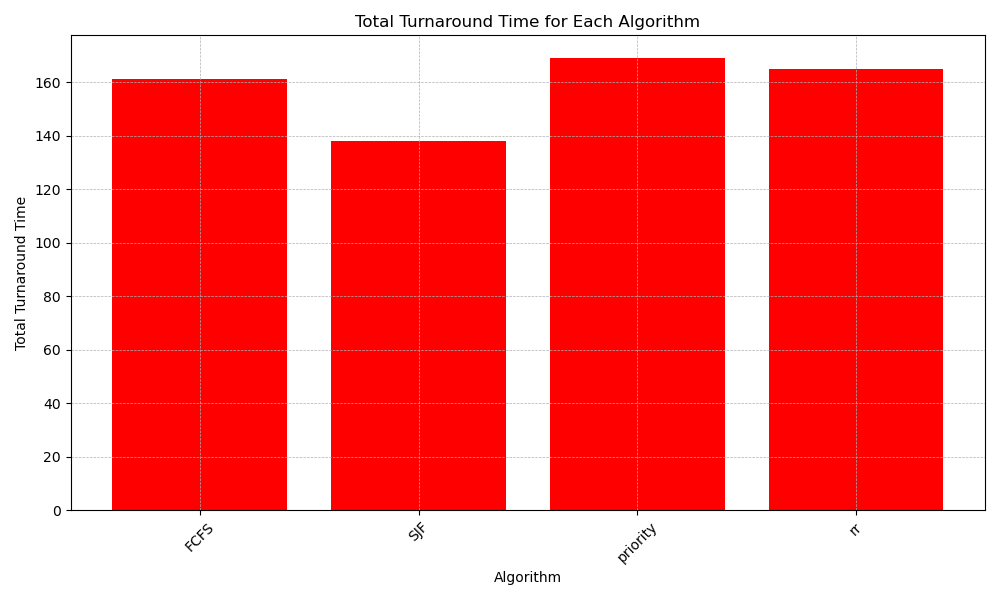 Total Turnaround Time for Each Algorithm
Total Turnaround Time
160
140
120
100
80
60
40
20
0
FCFS
SJF
priority
rr
Algorithm